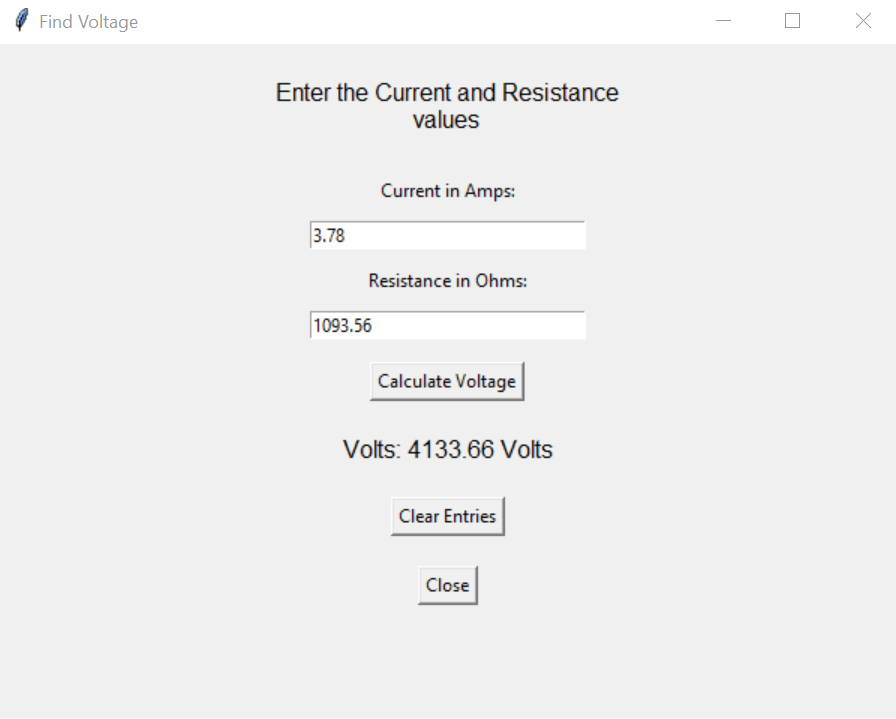 Find Voltage
Enter the Current and Resistance
values
Current in Amps:
3.78
Resistance in Ohms:
1093.56
Calculate Voltage
Volts: 4133.66 Volts
Clear Entries
Close